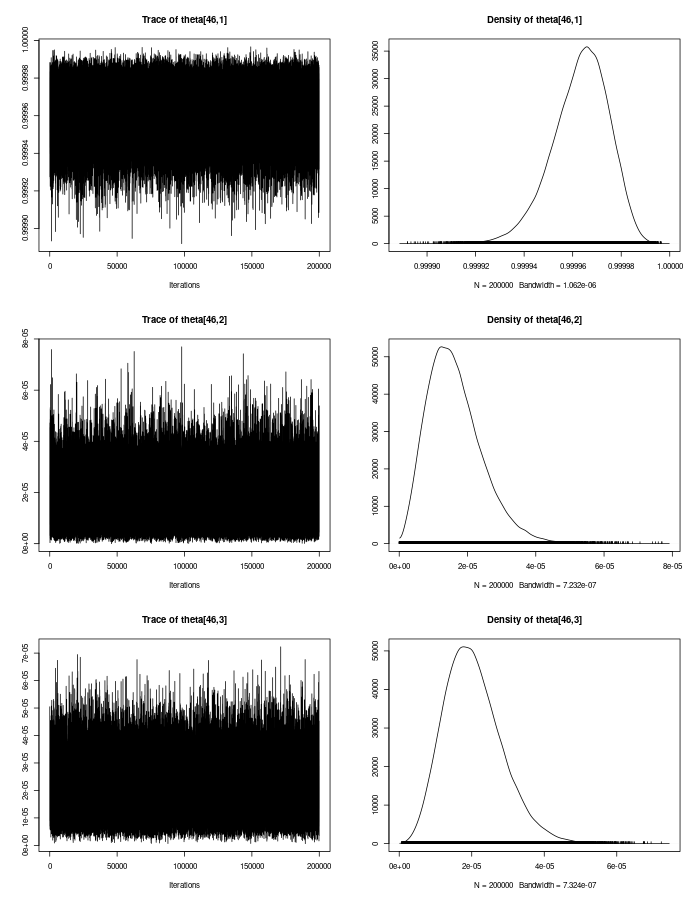 Trace of theta[46,1]
0.99990 0.99992 0.99994 0.99996 0.99998 1.00000
0 50000 100000 150000 200000
Iterations
Density of theta[46,1]
0 5000 10000 15000 20000 25000 30000 35000
0.99990 0.99992 0.99994 0.99996 0.99998 1.00000
N = 200000 Bandwidth = 1.062e-06
Trace of theta[46,2]
0e+00 2e-05 4e-05 6e-05 8e-05
0 50000 100000 150000 200000
Iterations
Density of theta[46,2]
0 10000 20000 30000 40000 50000
0e+00 2e-05 4e-05 6e-05 8e-05
N = 200000 Bandwidth = 7.232e-07
Trace of theta[46,3]
0e+00 1e-05 2e-05 3e-05 4e-05 5e-05 6e-05 7e-05
0 50000 100000 150000 200000
Iterations
Density of theta[46,3]
0 10000 20000 30000 40000 50000
0e+00 2e-05 4e-05 6e-05
N = 200000 Bandwidth = 7.324e-07